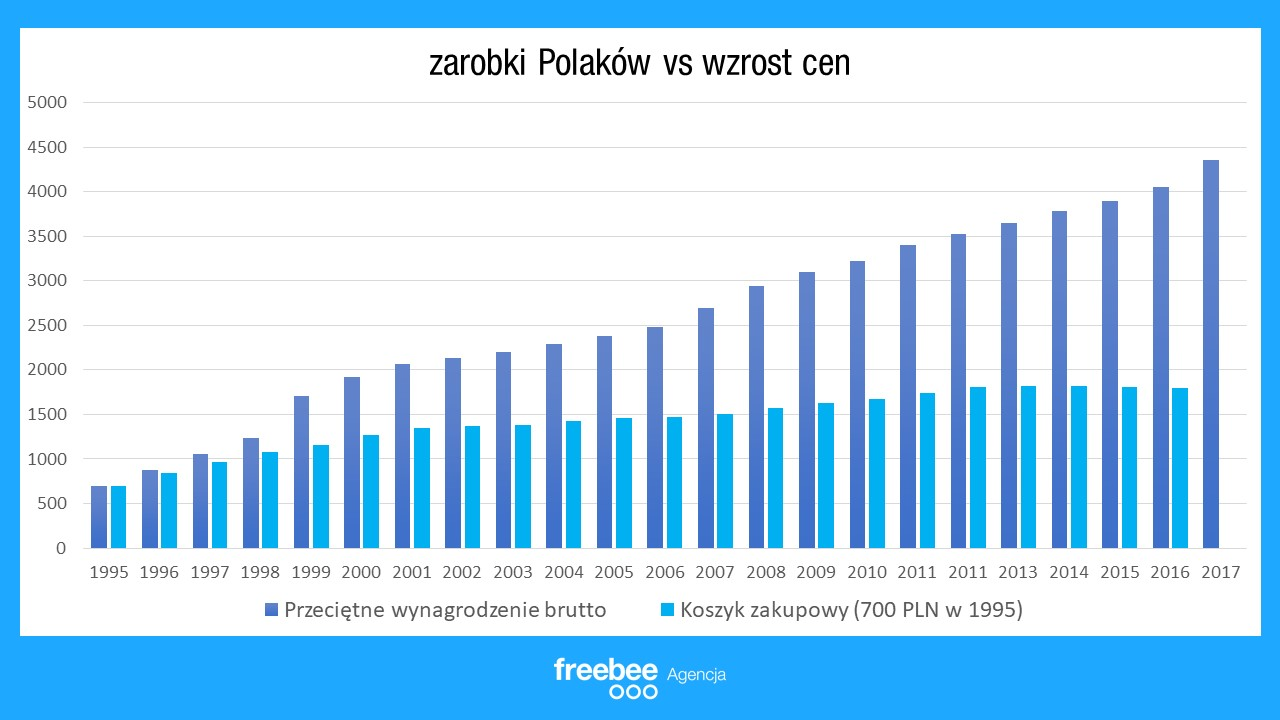 zarobki Polaków vs wzrost cen
5000
4500
4000
3500
3000
2500
2000
1500
1000
500
0
1995 1996 1997 1998 1999 2000 2001 2002 2003 2004 2005 2006 2007 2008 2009 2010 2011 2011 2013 2014 2015 2016 2017
Przeciętne wynagrodzenie brutto Koszyk zakupowy (700 PLN w 1995)
freebee Agencja